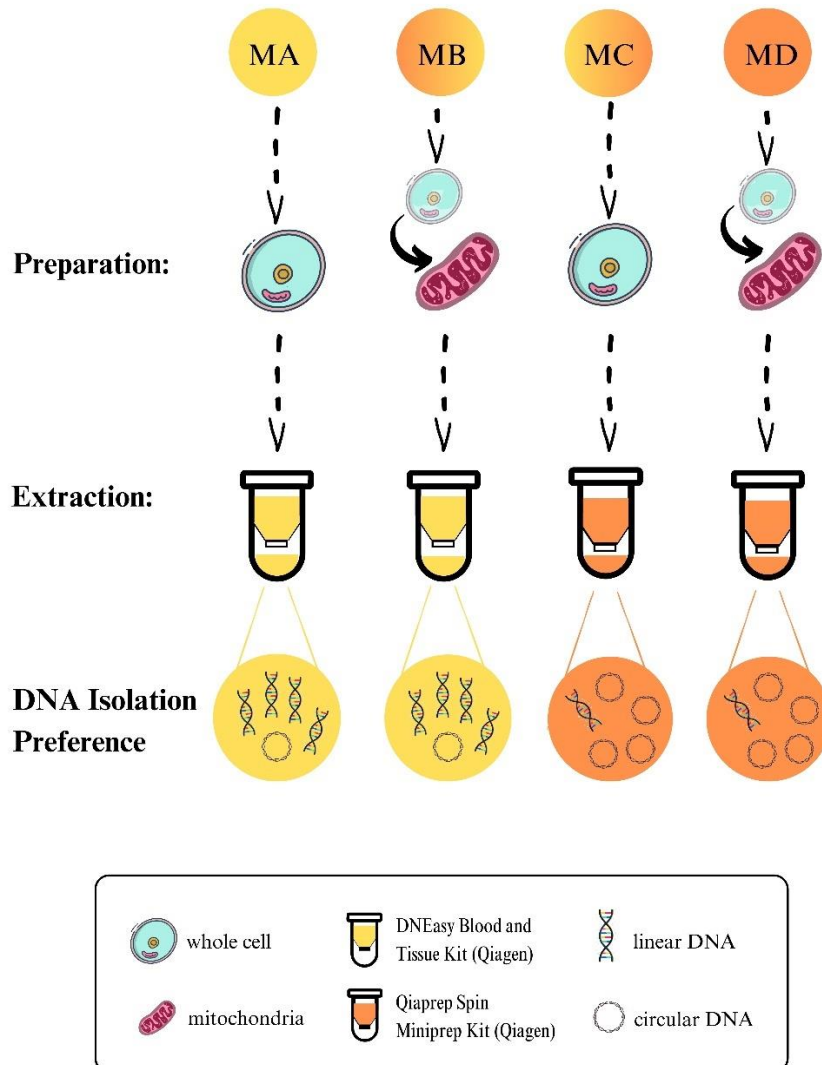 MA MB MC MD
Preparation:
Extraction:
DNA Isolation
Preference
whole cell
DNEasy Blood and
Tissue Kit (Qiagen)
linear DNA
mitochondria
Qiaprep Spin
Miniprep Kit (Qiagen)
circular DNA